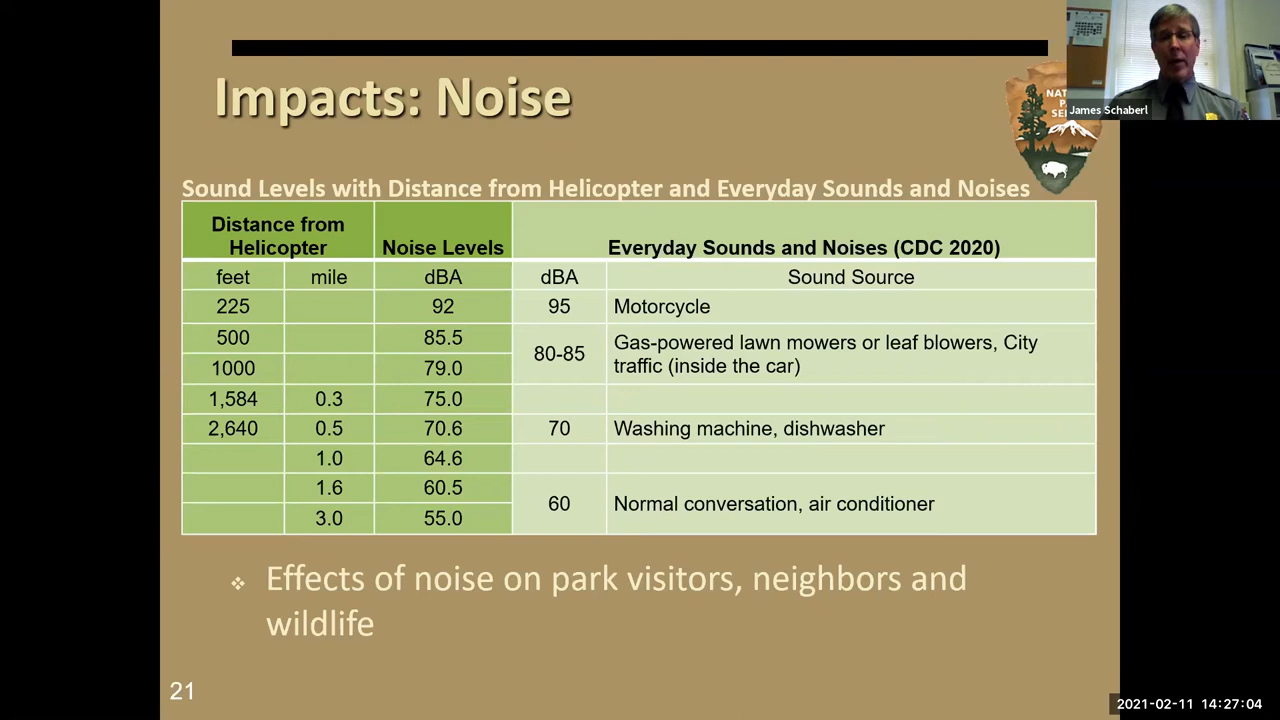 James Schaberl
Impacts: Noise
NAT
P
SE
Sound Levels with Distance from Helicopter and Everyday Sounds and Noises
Distance from
Helicopter
Noise Levels
Everyday Sounds and Noises (CDC 2020)
feet mile dBA dBA Sound Source
225 92 95 Motorcycle
500 85.5
80-85 Gas-powered lawn mowers or leaf blowers, City
traffic (inside the car)
1000 79.0
1,584 0.3 75.0
2,640 0.5 70.6 70 Washing machine, dishwasher
1.0 64.6
1.6 60.5
60 Normal conversation, air conditioner
3.0 55.0
❖ Effects of noise on park visitors, neighbors and
wildlife
21
2021-02-11 14:27:04